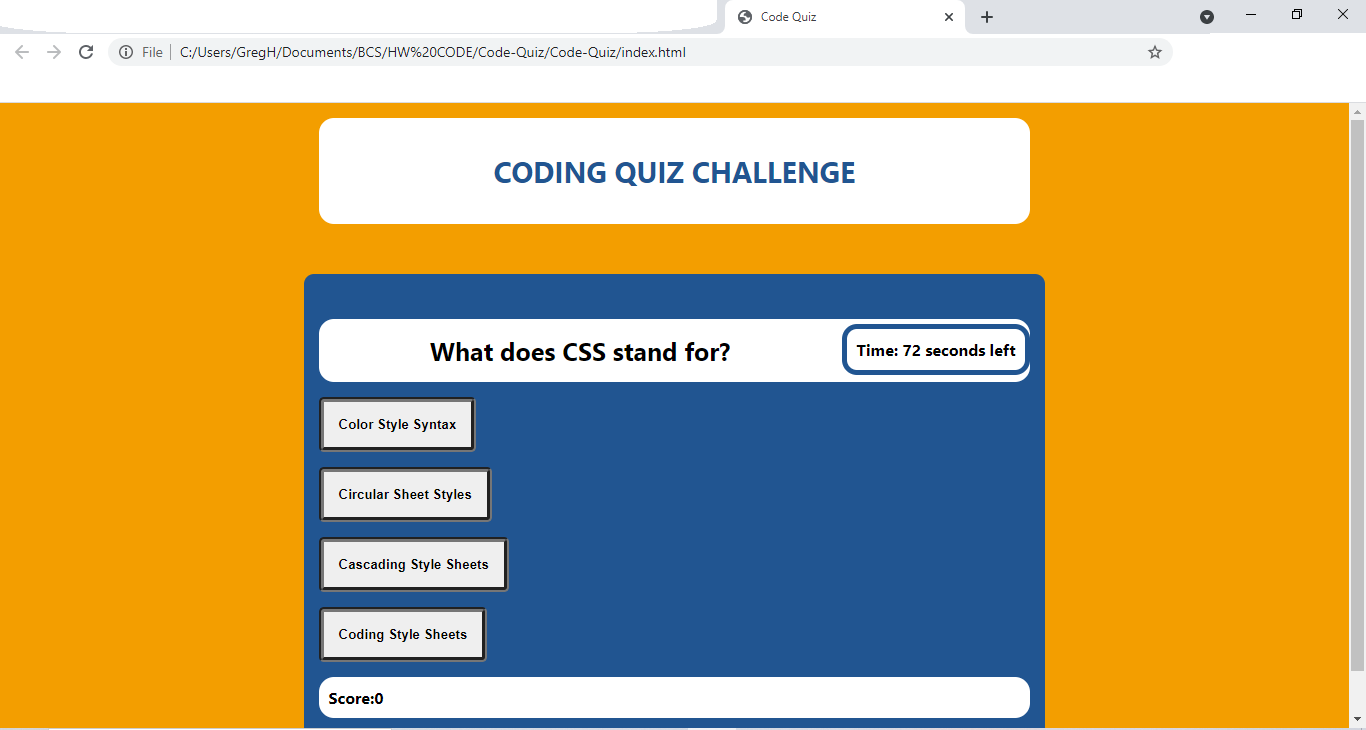 Code Quiz
File
C:/Users/GregH/Documents/BCS/HW%20CODE/Code-Quiz/Code-Quiz/index.html
CODING QUIZ CHALLENGE
What does CSS stand for?
Time: 72 seconds left
Color Style Syntax
Circular Sheet Styles
Cascading Style Sheets
Coding Style Sheets
Score:0